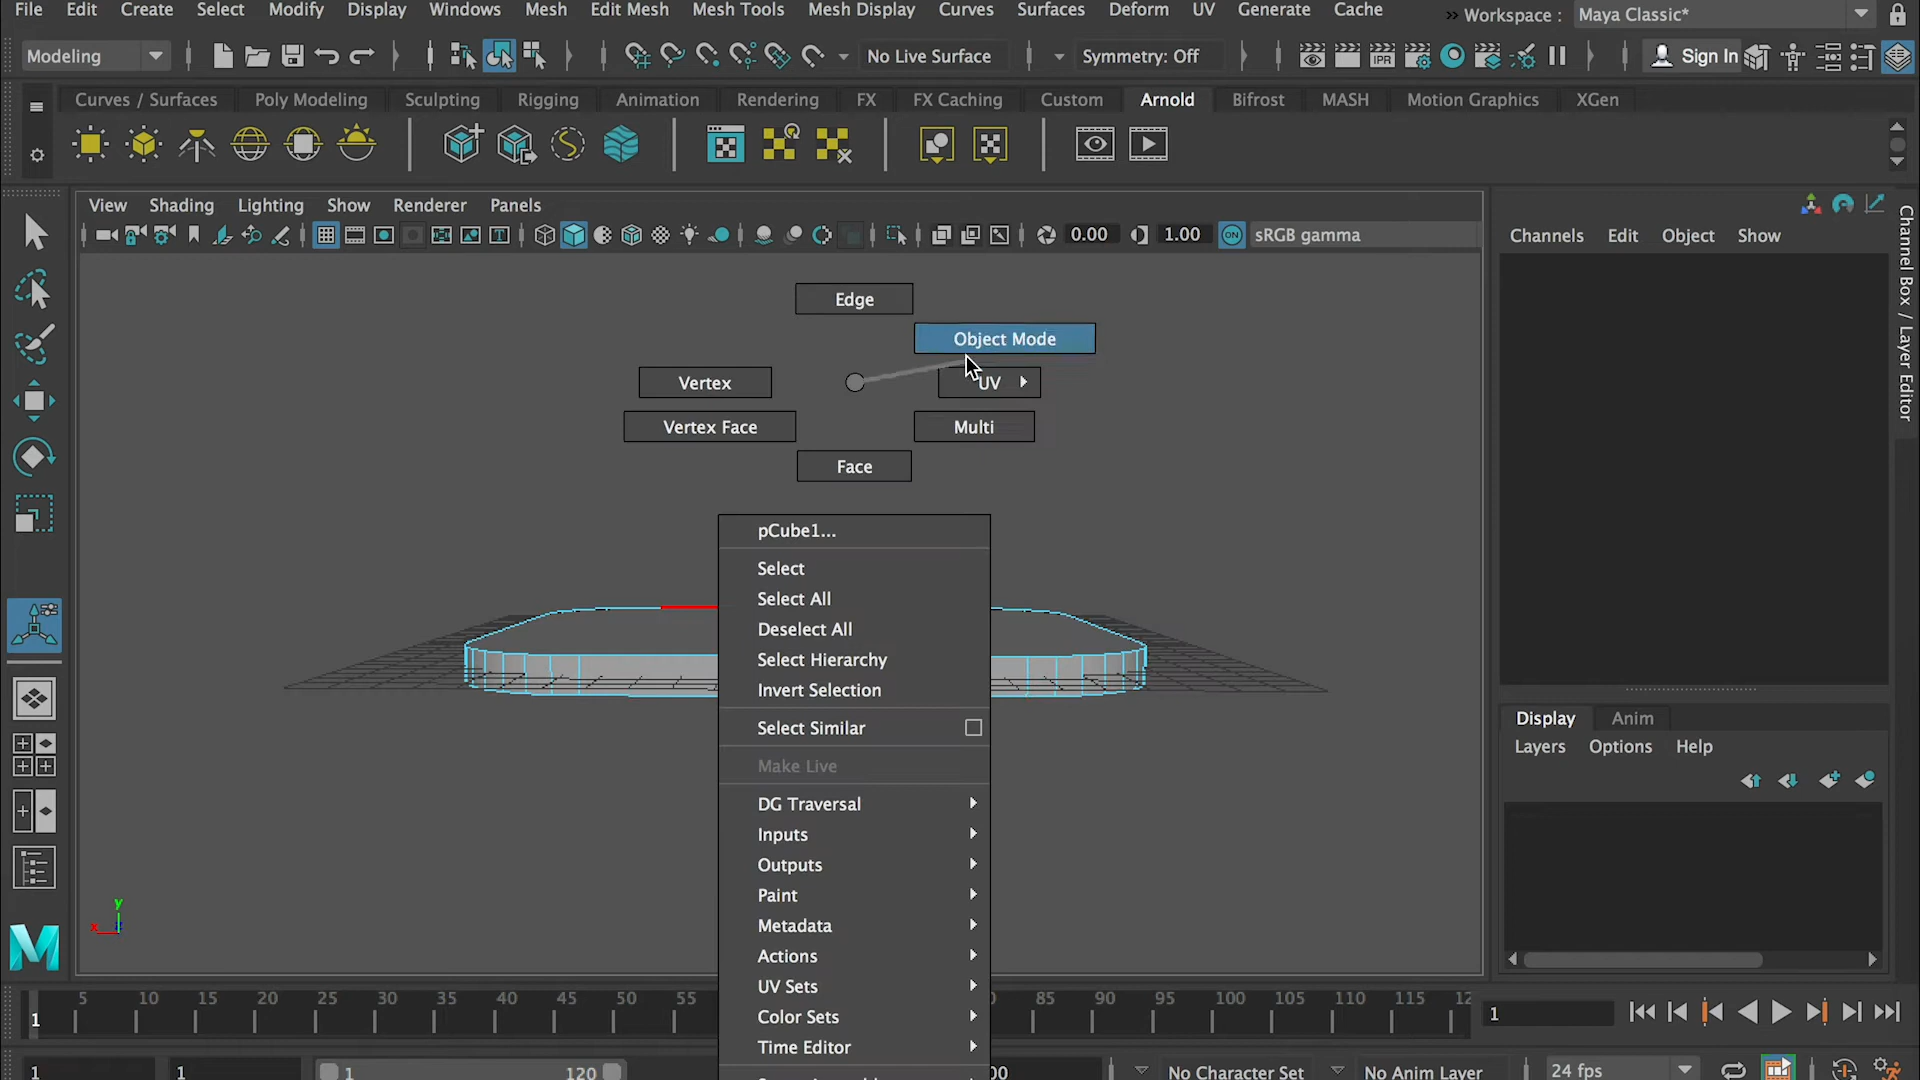 File Edit Create Select Modify Display Windows Mesh Edit Mesh Mesh Tools Mesh Display Curves Surfaces Deform UV Generate Cache » Workspace : Maya Classic*
Modeling No Live Surface Symmetry: Off IPR Sign In
Curves / Surfaces Poly Modeling Sculpting Rigging Animation Rendering FX FX Caching Custom Arnold Bifrost MASH Motion Graphics XGen
View Shading Lighting Show Renderer Panels
0.00 1.00 ON sRGB gamma
Channels Edit Object Show
Channel Box / Layer Editor
Edge
Object Mode
Vertex UV
Vertex Face Multi
Face
pCube1...
Select
Select All
Deselect All
Select Hierarchy
Invert Selection
Select Similar
Make Live
DG Traversal
Inputs
Outputs
Paint
Metadata
Actions
UV Sets
Color Sets
Time Editor
Display Anim
Layers Options Help
y
x
M
5 10 15 20 25 30 35 40 45 50 55 85 90 95 100 105 110 115
1 1
1 1 1 120 No Character Set No Anim Layer 24 fps